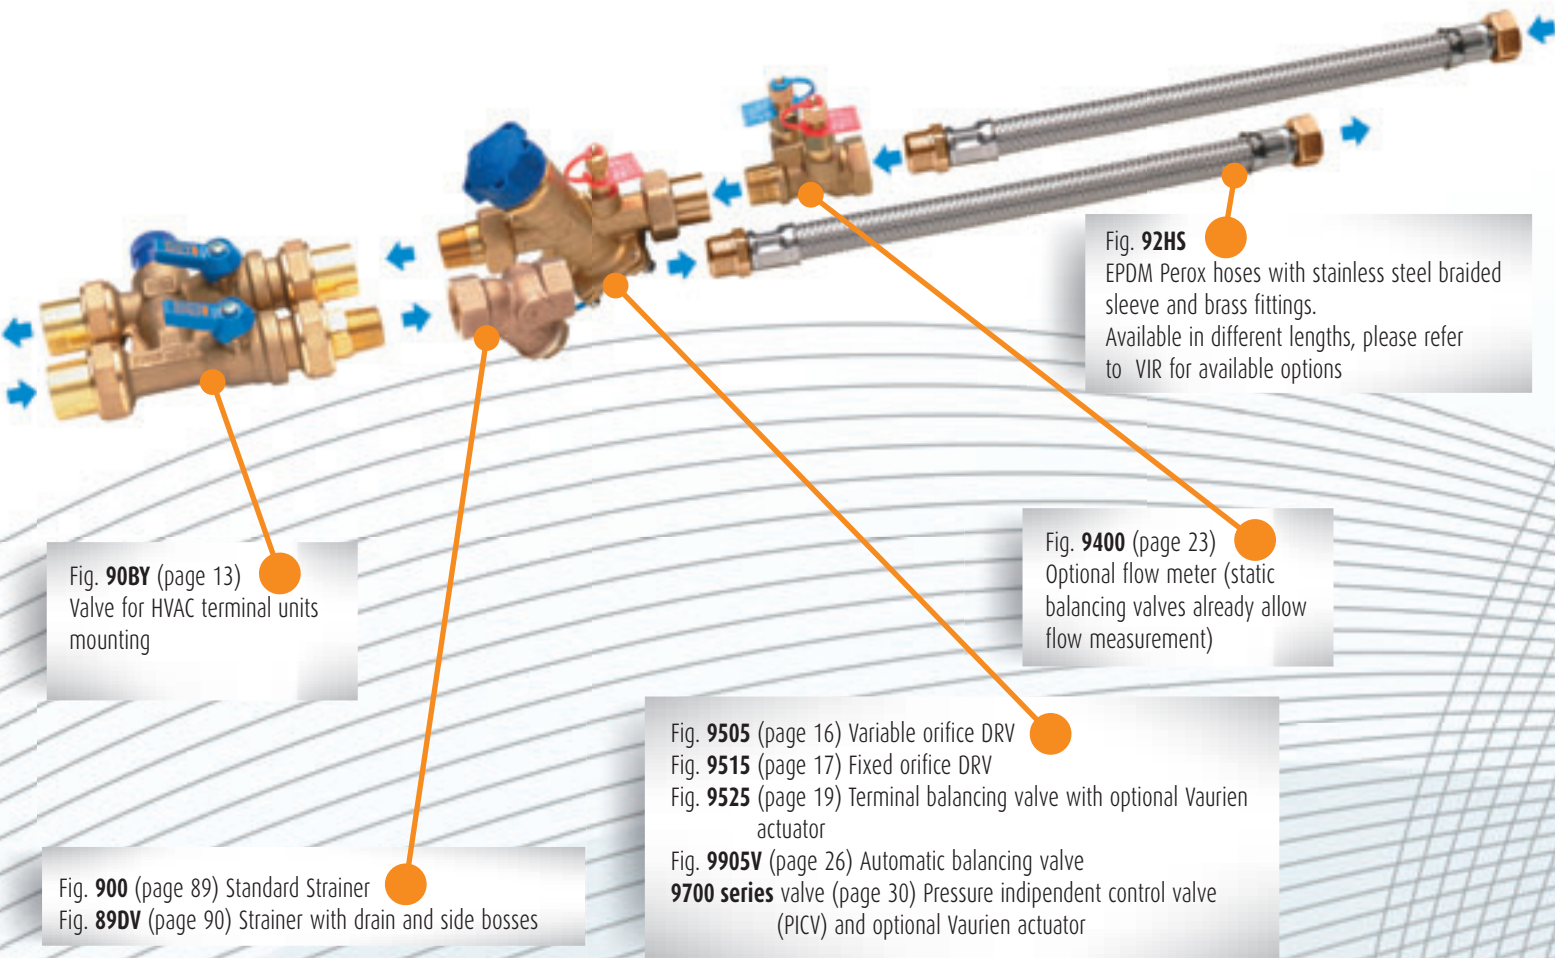 Fig. 92HS
EPDM Perox hoses with stainless steel braided
sleeve and brass fittings.
Available in different lengths, please refer
to VIR for available options
Fig. 90BY (page 13)
Valve for HVAC terminal units
mounting
Fig. 9400 (page 23)
Optional flow meter (static
balancing valves already allow
flow measurement)
Fig. 9505 (page 16) Variable orifice DRV
Fig. 9515 (page 17) Fixed orifice DRV
Fig. 9525 (page 19) Terminal balancing valve with optional Vaurien
actuator
Fig. 9905V (page 26) Automatic balancing valve
9700 series valve (page 30) Pressure indipendent control valve
(PICV) and optional Vaurien actuator
Fig. 900 (page 89) Standard Strainer
Fig. 89DV (page 90) Strainer with drain and side bosses